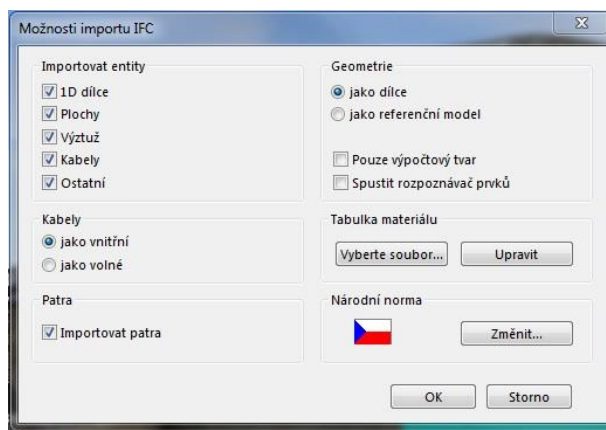 Možnosti importu IFC
Importovat entity
1D dílce
Plochy
Výztuž
Kabely
Ostatní
Geometrie
jako dílce
jako referenční model
Pouze výpočtový tvar
Spustit rozpoznávač prvků
Kabely
jako vnitřní
jako volné
Tabulka materiálu
Vyberte soubor...
Upravit
Patra
Importovat patra
Národní norma
Změnit...
OK
Storno